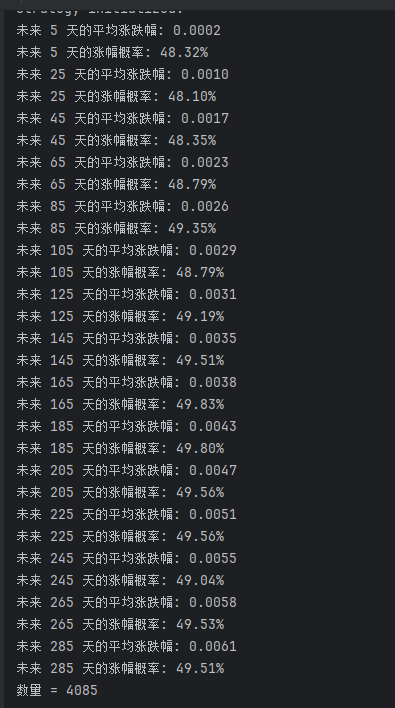 Strategy initialized.
未来 5 天的平均涨跌幅: 0.0002
未来 5 天的涨幅概率: 48.32%
未来 25 天的平均涨跌幅: 0.0010
未来 25 天的涨幅概率: 48.10%
未来 45 天的平均涨跌幅: 0.0017
未来 45 天的涨幅概率: 48.35%
未来 65 天的平均涨跌幅: 0.0023
未来 65 天的涨幅概率: 48.79%
未来 85 天的平均涨跌幅: 0.0026
未来 85 天的涨幅概率: 49.35%
未来 105 天的平均涨跌幅: 0.0029
未来 105 天的涨幅概率: 48.79%
未来 125 天的平均涨跌幅: 0.0031
未来 125 天的涨幅概率: 49.19%
未来 145 天的平均涨跌幅: 0.0035
未来 145 天的涨幅概率: 49.51%
未来 165 天的平均涨跌幅: 0.0038
未来 165 天的涨幅概率: 49.83%
未来 185 天的平均涨跌幅: 0.0043
未来 185 天的涨幅概率: 49.80%
未来 205 天的平均涨跌幅: 0.0047
未来 205 天的涨幅概率: 49.56%
未来 225 天的平均涨跌幅: 0.0051
未来 225 天的涨幅概率: 49.56%
未来 245 天的平均涨跌幅: 0.0055
未来 245 天的涨幅概率: 49.04%
未来 265 天的平均涨跌幅: 0.0058
未来 265 天的涨幅概率: 49.53%
未来 285 天的平均涨跌幅: 0.0061
未来 285 天的涨幅概率: 49.51%
数量 = 4085